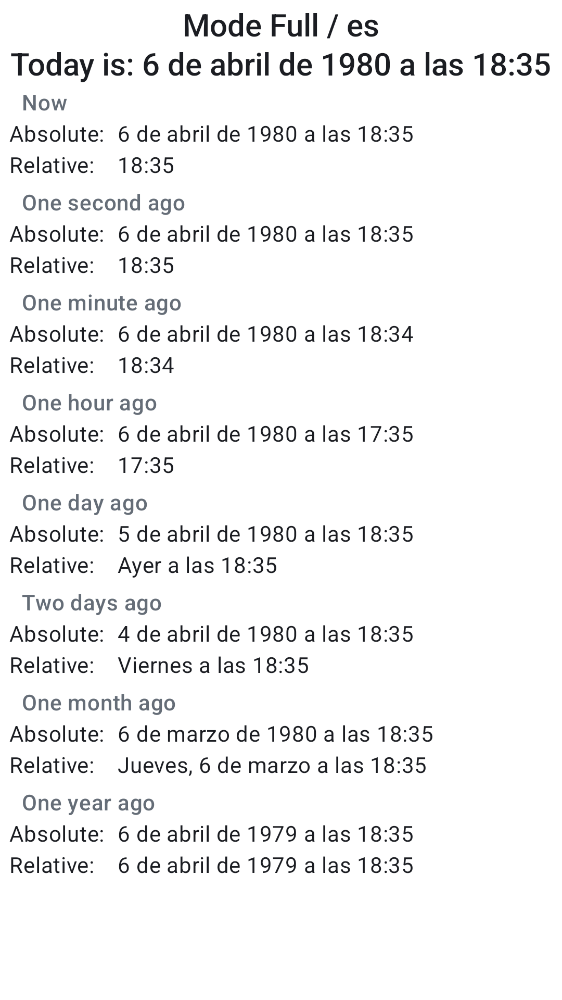 Mode Full / es
Today is: 6 de abril de 1980 a las 18:35
Now
Absolute: 6 de abril de 1980 a las 18:35
Relative: 18:35
One second ago
Absolute: 6 de abril de 1980 a las 18:35
Relative: 18:35
One minute ago
Absolute: 6 de abril de 1980 a las 18:34
Relative: 18:34
One hour ago
Absolute: 6 de abril de 1980 a las 17:35
Relative: 17:35
One day ago
Absolute: 5 de abril de 1980 a las 18:35
Relative: Ayer a las 18:35
Two days ago
Absolute: 4 de abril de 1980 a las 18:35
Relative: Viernes a las 18:35
One month ago
Absolute: 6 de marzo de 1980 a las 18:35
Relative: Jueves, 6 de marzo a las 18:35
One year ago
Absolute: 6 de abril de 1979 a las 18:35
Relative: 6 de abril de 1979 a las 18:35